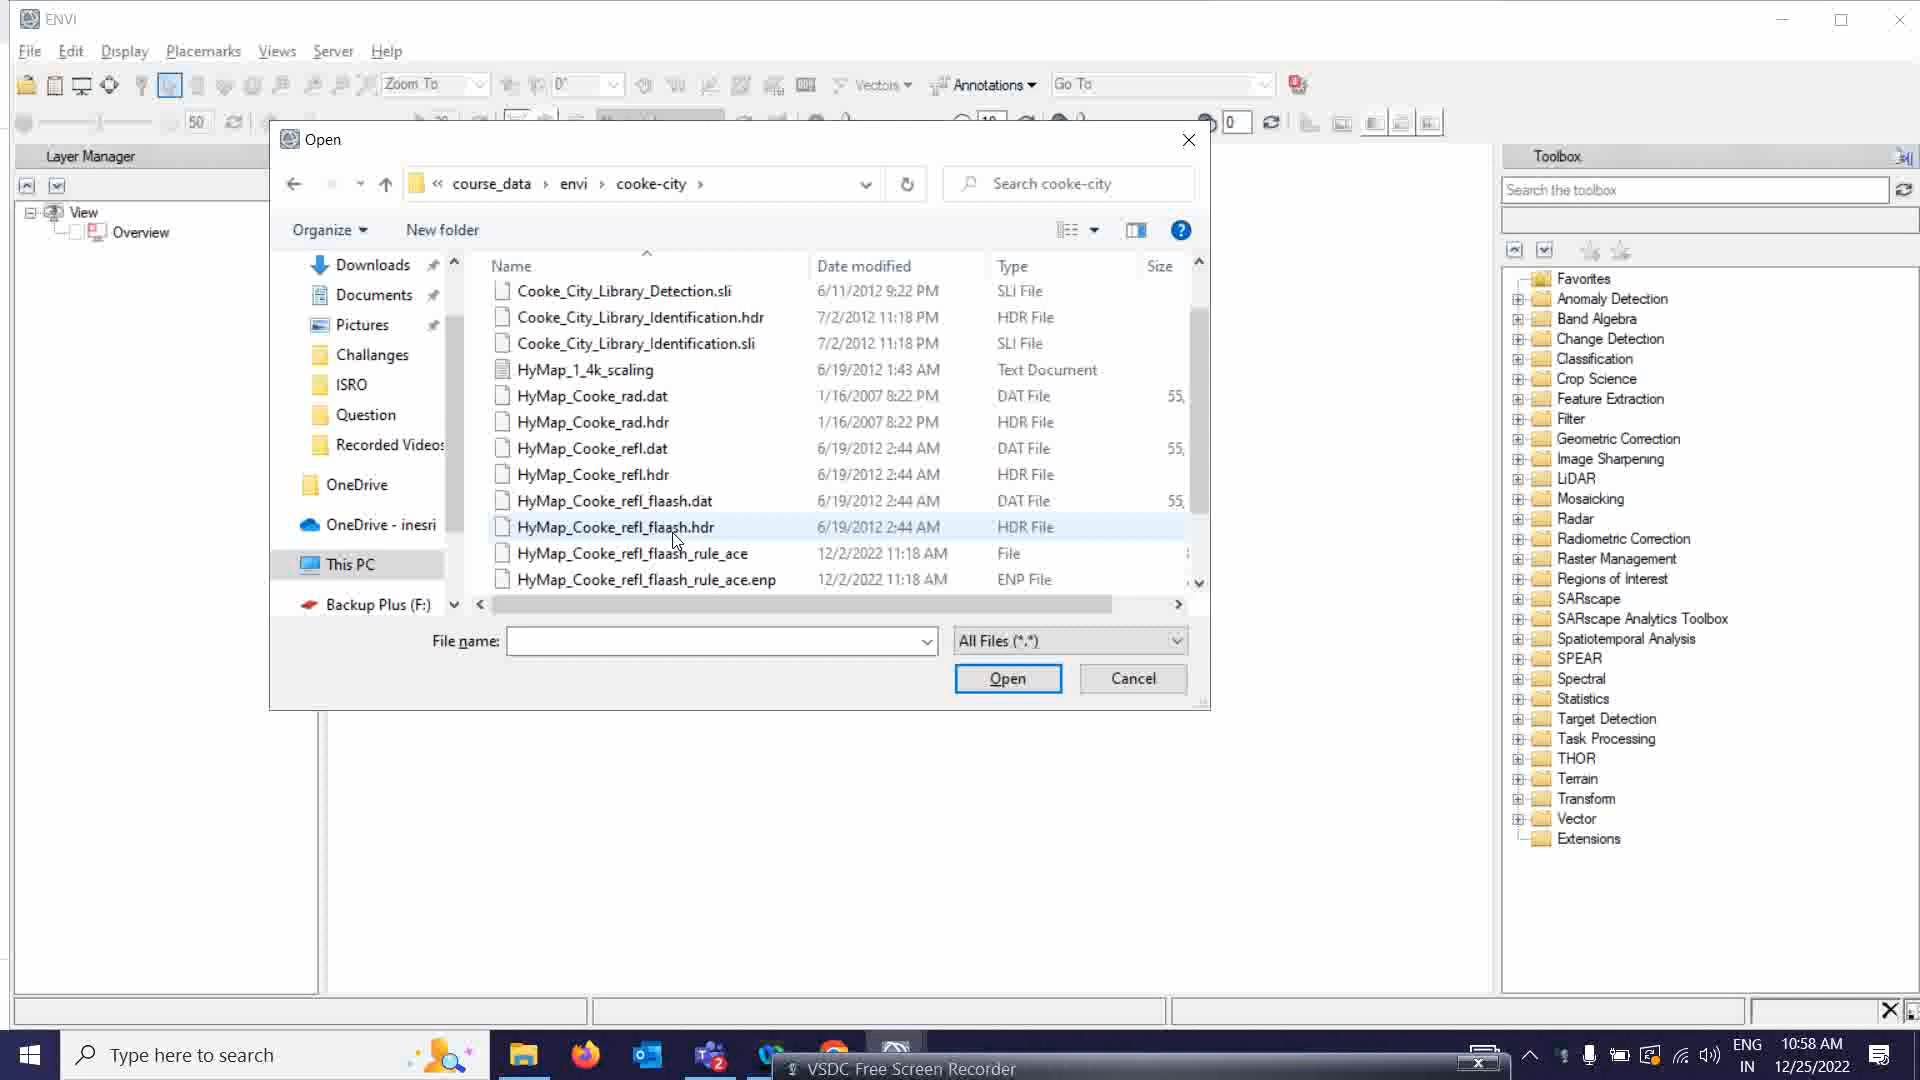 ENVI
File Edit Display Placemarks Views Server Help
Zoom To 0° Vectors Annotations Go To
50 20 10 0
Layer Manager
View
Overview
Open
« course_data › envi › cooke-city ›
Search cooke-city
Organize New folder
Downloads
Documents
Pictures
Challanges
ISRO
Question
Recorded Videos
OneDrive
OneDrive - inesri
This PC
Backup Plus (F:)
Name Date modified Type Size
Cooke_City_Library_Detection.sli 6/11/2012 9:22 PM SLI File
Cooke_City_Library_Identification.hdr 7/2/2012 11:18 PM HDR File
Cooke_City_Library_Identification.sli 7/2/2012 11:18 PM SLI File
HyMap_1_4k_scaling 6/19/2012 1:43 AM Text Document
HyMap_Cooke_rad.dat 1/16/2007 8:22 PM DAT File 55,
HyMap_Cooke_rad.hdr 1/16/2007 8:22 PM HDR File
HyMap_Cooke_refl.dat 6/19/2012 2:44 AM DAT File 55,
HyMap_Cooke_refl.hdr 6/19/2012 2:44 AM HDR File
HyMap_Cooke_refl_flaash.dat 6/19/2012 2:44 AM DAT File 55,
HyMap_Cooke_refl_flaash.hdr 6/19/2012 2:44 AM HDR File
HyMap_Cooke_refl_flaash_rule_ace 12/2/2022 11:18 AM File
HyMap_Cooke_refl_flaash_rule_ace.enp 12/2/2022 11:18 AM ENP File
File name: All Files (*.*)
Open Cancel
Toolbox
Search the toolbox
Favorites
Anomaly Detection
Band Algebra
Change Detection
Classification
Crop Science
Feature Extraction
Filter
Geometric Correction
Image Sharpening
LiDAR
Mosaicking
Radar
Radiometric Correction
Raster Management
Regions of Interest
SARscape
SARscape Analytics Toolbox
Spatiotemporal Analysis
SPEAR
Spectral
Statistics
Target Detection
Task Processing
THOR
Terrain
Transform
Vector
Extensions
Type here to search
2
VSDC Free Screen Recorder
ENG
IN
10:58 AM
12/25/2022